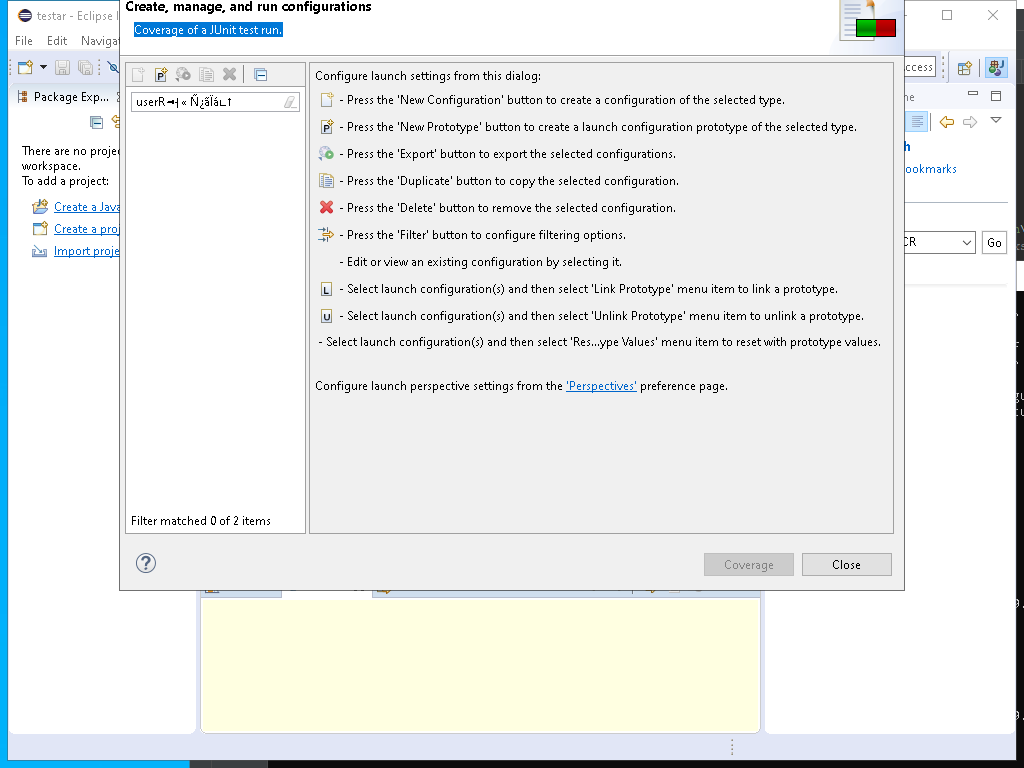 testar - Eclipse
File Edit Naviga
Create, manage, and run configurations
Coverage of a JUnit test run.
Package Exp...
There are no proje
workspace.
To add a project:
Create a Java
Create a pro
Import proje
Filter matched 0 of 2 items
Configure launch settings from this dialog:
- Press the 'New Configuration' button to create a configuration of the selected type.
- Press the 'New Prototype' button to create a launch configuration prototype of the selected type.
- Press the 'Export' button to export the selected configurations.
- Press the 'Duplicate' button to copy the selected configuration.
- Press the 'Delete' button to remove the selected configuration.
- Press the 'Filter' button to configure filtering options.
- Edit or view an existing configuration by selecting it.
L - Select launch configuration(s) and then select 'Link Prototype' menu item to link a prototype.
U - Select launch configuration(s) and then select 'Unlink Prototype' menu item to unlink a prototype.
- Select launch configuration(s) and then select 'Res...ype Values' menu item to reset with prototype values.
Configure launch perspective settings from the 'Perspectives' preference page.
Coverage
Close
ccess
ne
h
ookmarks
CR
Go